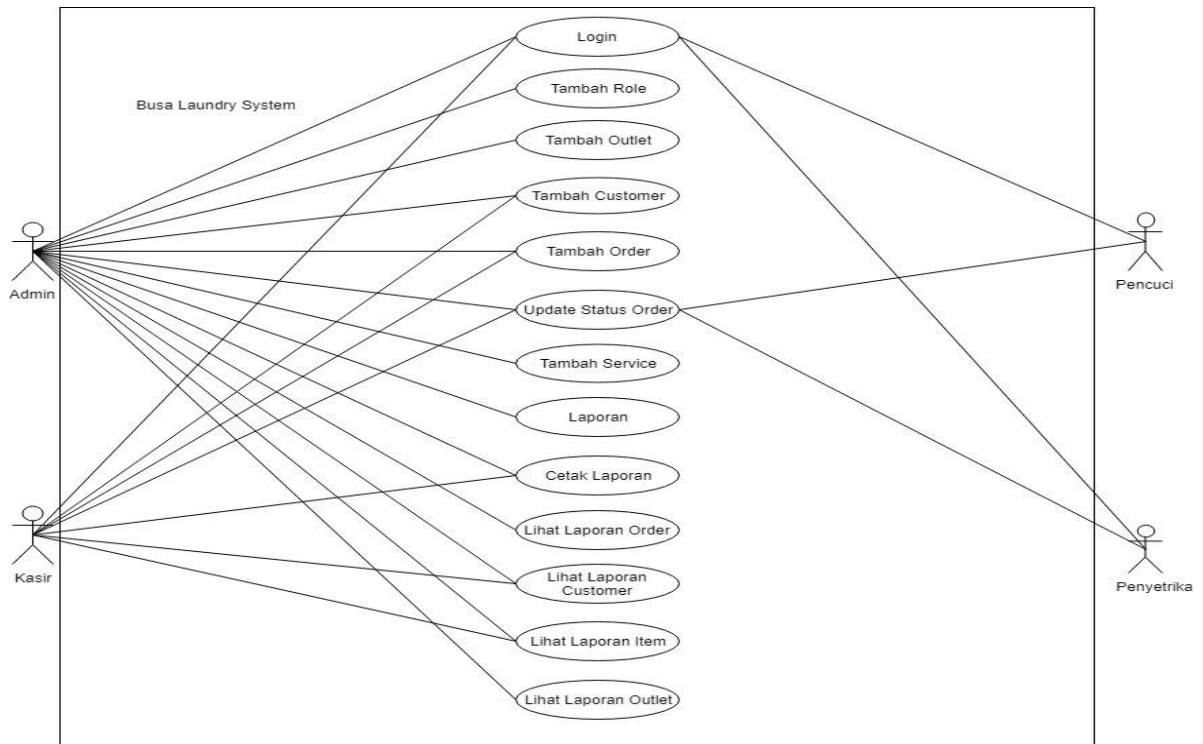 Login
Busa Laundry System
Tambah Role
Tambah Outlet
Tambah Customer
Tambah Order
Admin
Pencuci
Update Status Order
Tambah Service
Laporan
Cetak Laporan
Lihat Laporan Order
Kasir
Lihat Laporan
Customer
Penyetrika
Lihat Laporan Item
Lihat Laporan Outlet